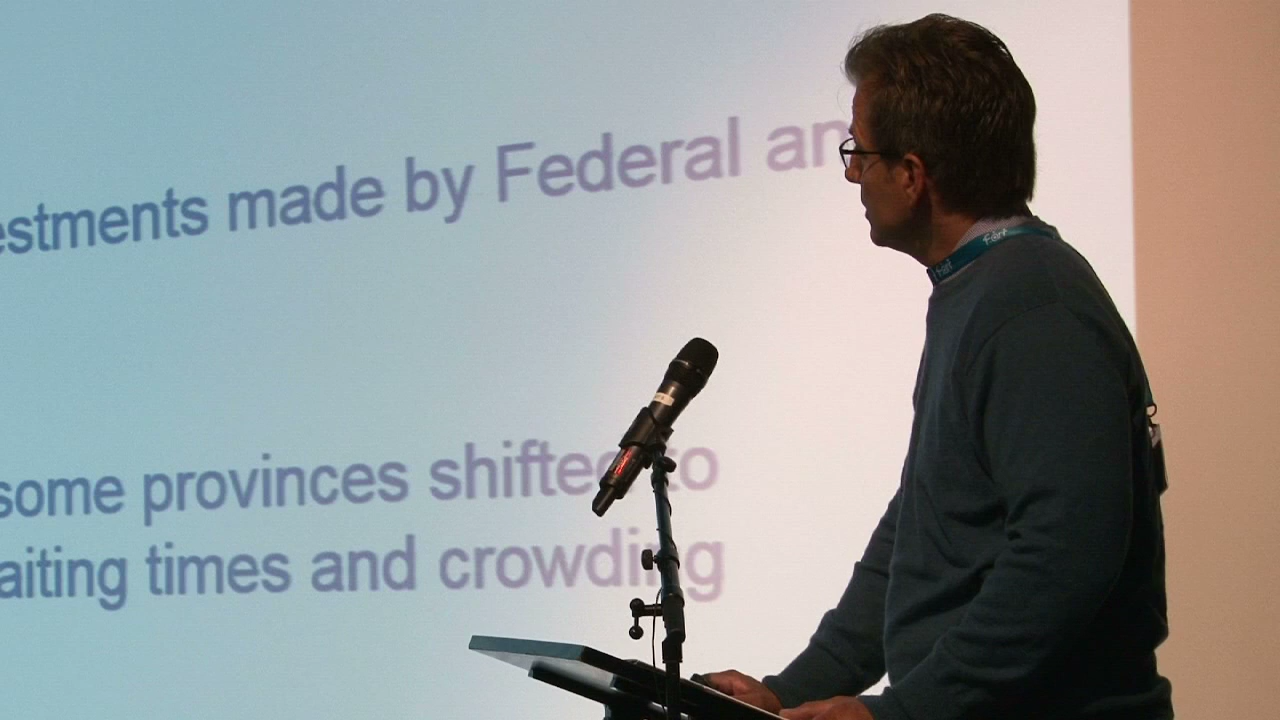 estments made by Federal an
some provinces shifted to
aiting times and crowding